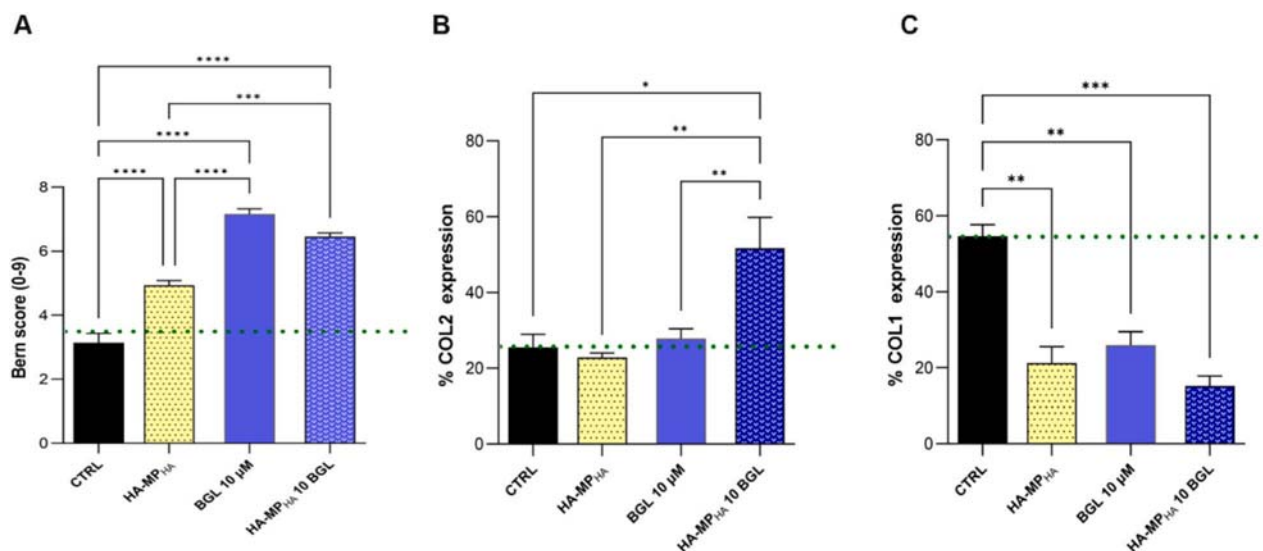 A
****
***
****
****
****
Bern score (0-9)
8
6
4
2
0
CTRL
HA-MPHA
BGL 10 μM
HA-MPHA 10 BGL
B
*
**
**
% COL2 expression
80
60
40
20
0
CTRL
HA-MPHA
BGL 10 μM
HA-MPHA 10 BGL
C
***
**
**
% COL1 expression
80
60
40
20
0
CTRL
HA-MPHA
BGL 10 μM
HA-MPHA 10 BGL